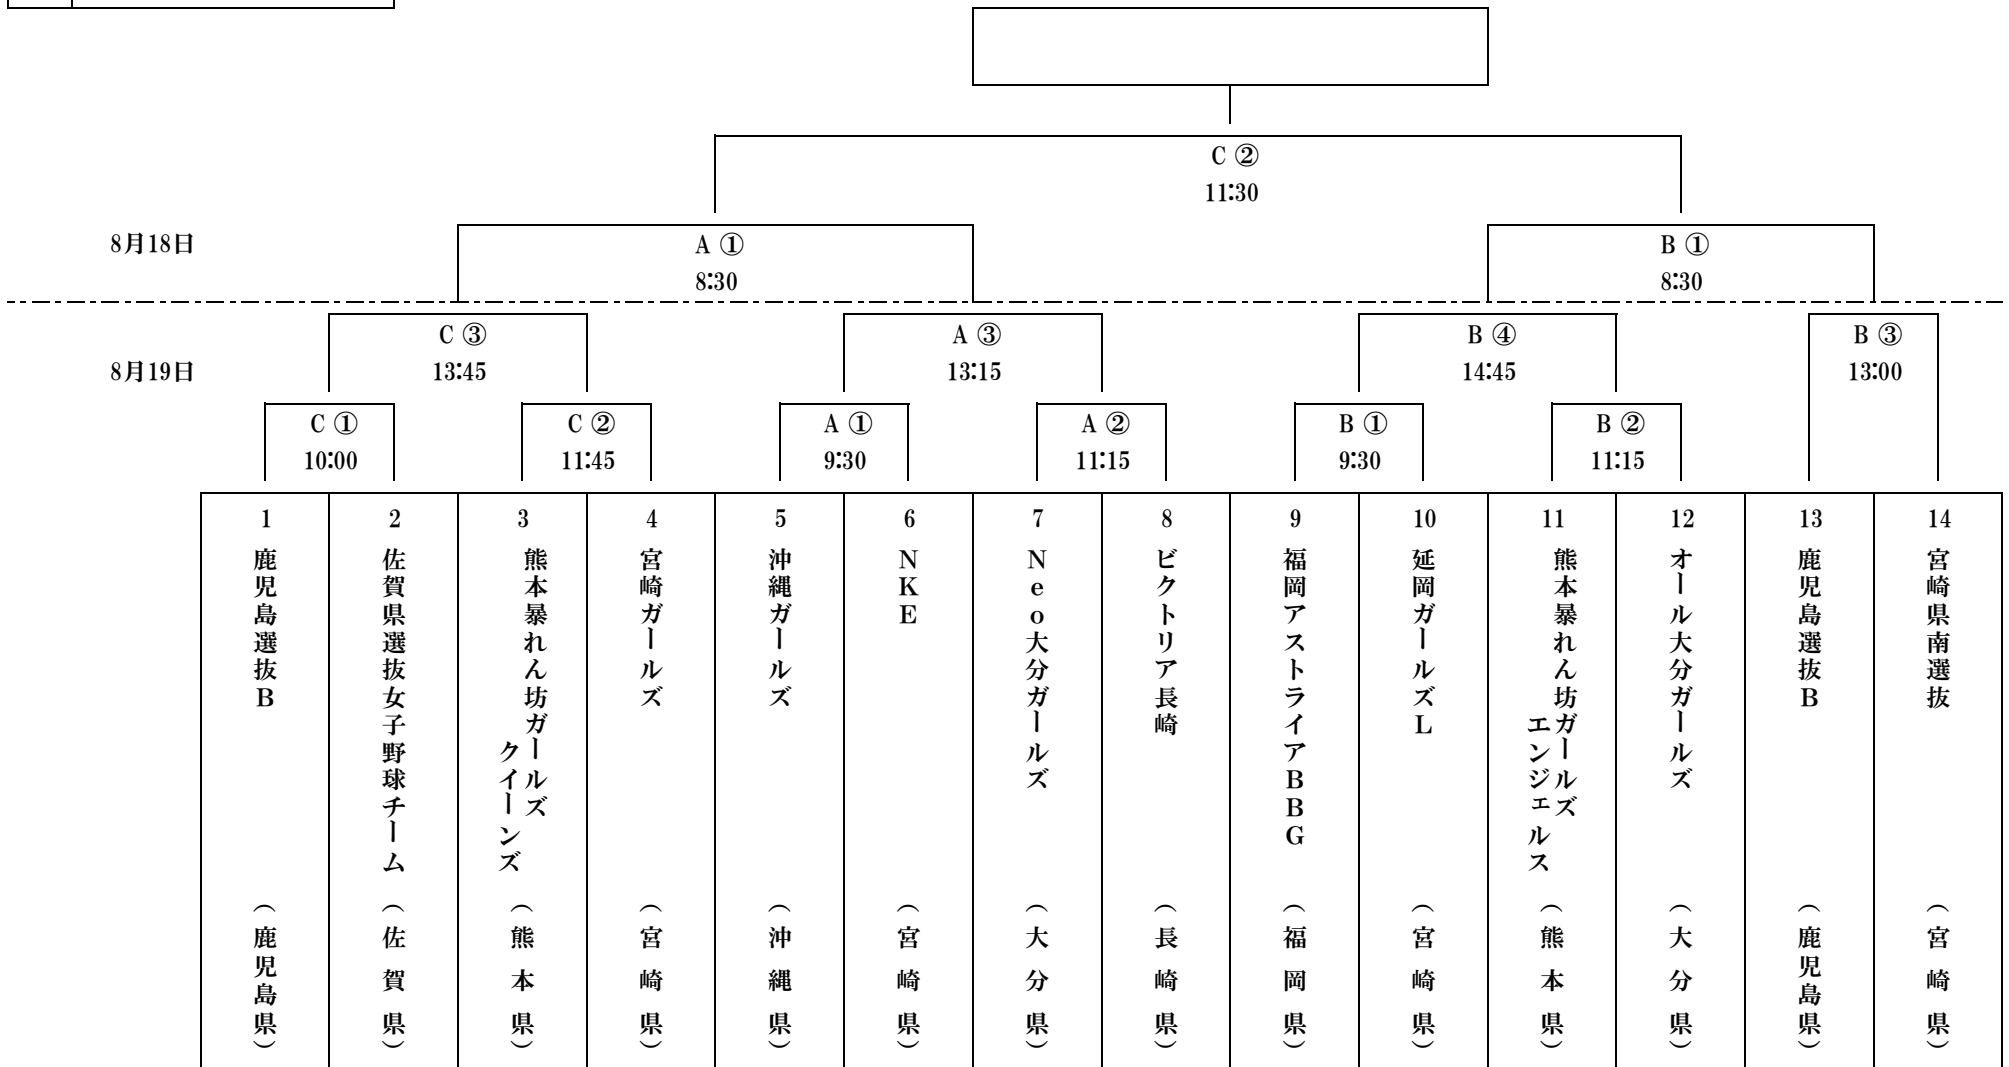 C ②
11:30
8月18日
A ①
8:30
B ①
8:30
C ③
13:45
A ③
13:15
B ④
14:45
B ③
13:00
8月19日
C ①
10:00
C ②
11:45
A ①
9:30
A ②
11:15
B ①
9:30
B ②
11:15
1
鹿児島選抜B
（鹿児島県）
2
佐賀県選抜女子野球チーム
（佐賀県）
3
熊本暴れん坊ガールズ
クイーンズ
（熊本県）
4
宮崎ガールズ
（宮崎県）
5
沖縄ガールズ
（沖縄県）
6
NKE
（宮崎県）
7
Neo大分ガールズ
（大分県）
8
ビクトリア長崎
（長崎県）
9
福岡アストライアBBG
（福岡県）
10
延岡ガールズL
（宮崎県）
11
熊本暴れん坊ガールズ
エンジェルス
（熊本県）
12
オール大分ガールズ
（大分県）
13
鹿児島選抜B
（鹿児島県）
14
宮崎県南選抜
（宮崎県）